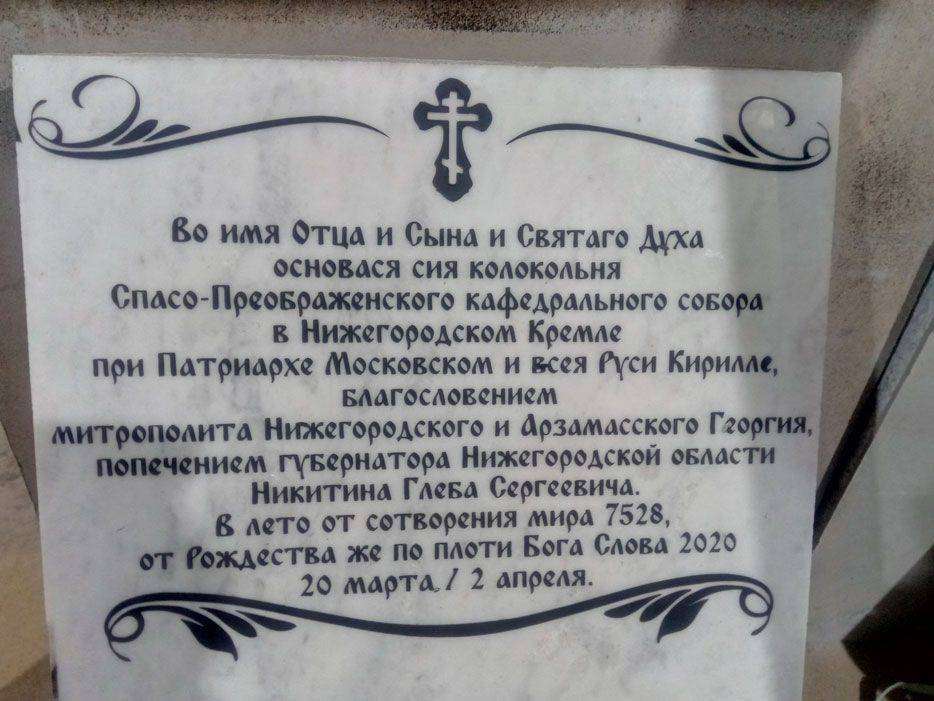 Во имя Отца и Сына и Святаго Духа
основася сия колокольня
Спасо-Преображенского кафедрального собора
в Нижегородском Кремле
при Патриархе Московском и всея Руси Кирилле,
благословением
митрополита Нижегородского и Арзамасского Георгия,
попечением губернатора Нижегородской области
Никитина Глеба Сергеевича.
В лето от сотворения мира 7528,
от Рождества же по плоти Бога Слова 2020
20 марта / 2 апреля.